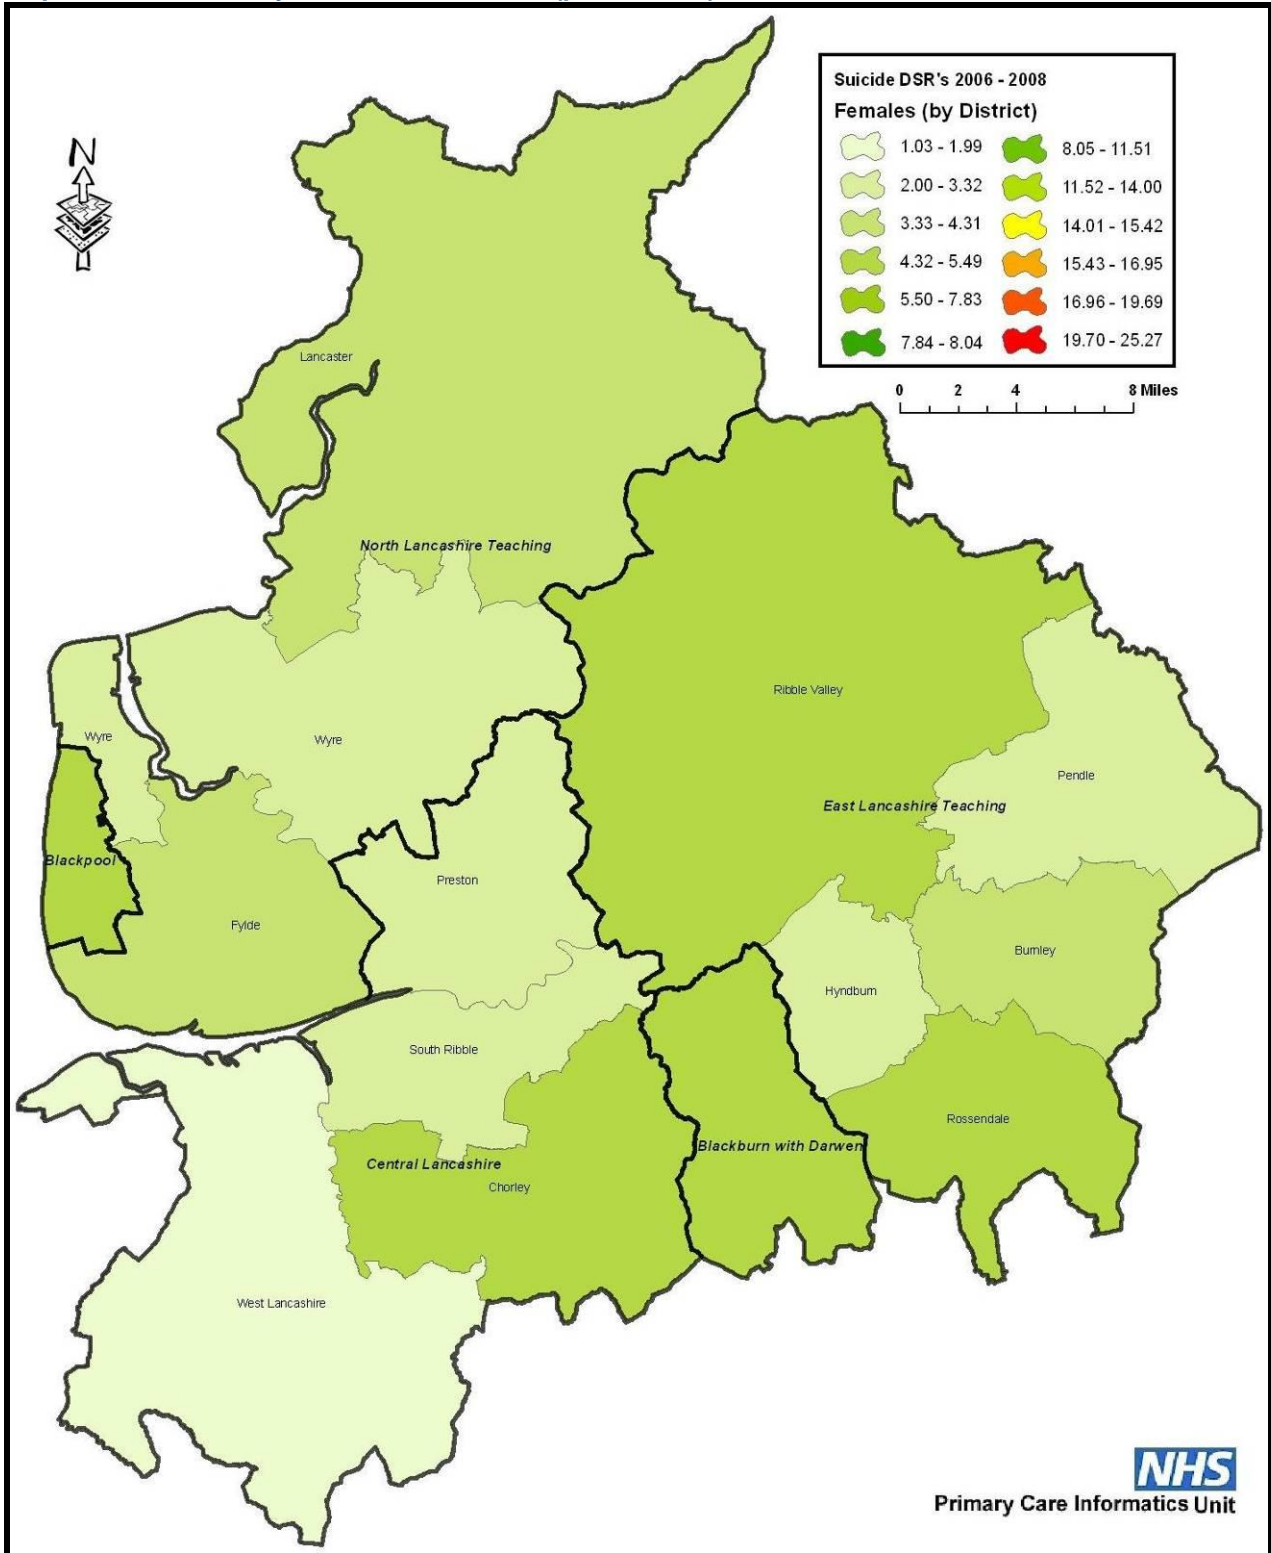 Suicide DSR's 2006 - 2008
Females (by District)
1.03 - 1.99
2.00 - 3.32
3.33 - 4.31
4.32 - 5.49
5.50 - 7.83
7.84 - 8.04
8.05 - 11.51
11.52 - 14.00
14.01 - 15.42
15.43 - 16.95
16.96 - 19.69
19.70 - 25.27
0 2 4 8 Miles
N
Lancaster
North Lancashire Teaching
Ribble Valley
Wyre
Wyre
Pendle
East Lancashire Teaching
Blackpool
Preston
Fylde
Burnley
Hyndburn
South Ribble
Rossendale
Blackburn with Darwen
Central Lancashire
Chorley
West Lancashire
NHS
Primary Care Informatics Unit